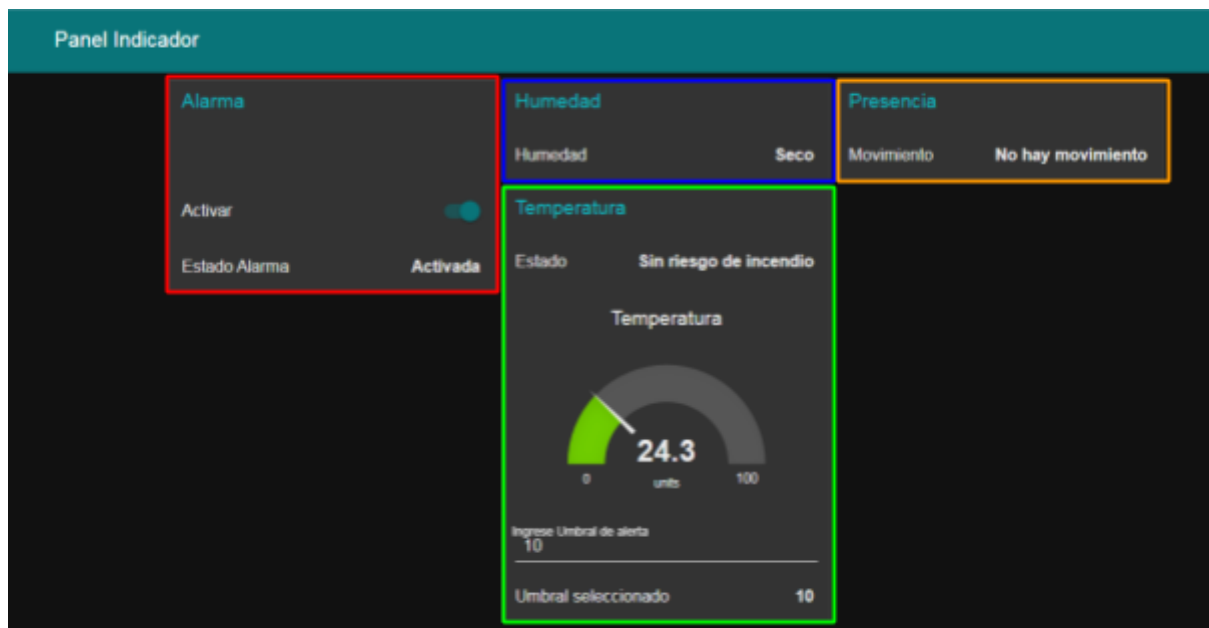 Panel Indicador
Alarma
Activar
Estado Alarma Activada
Humedad
Humedad Seco
Presencia
Movimiento No hay movimiento
Temperatura
Estado Sin riesgo de incendio
Temperatura
24.3
0 units 100
Ingrese Umbral de alerta
10
Umbral seleccionado 10